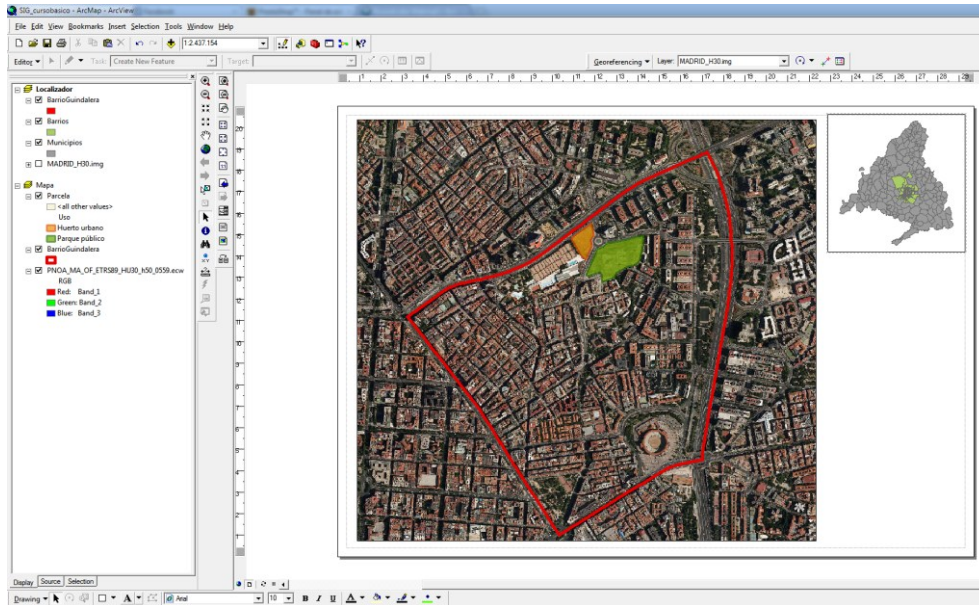 SIG_cursobasico - ArcMap - ArcView
File Edit View Bookmarks Insert Selection Tools Window Help
1:2.437.154
Editor Task: Create New Feature Target: Georeferencing Layer: MADRID_H30.img
Localizador
BarrioGuindalera
Barrios
Municipios
MADRID_H30.img
Mapa
Parcela
<all other values>
Uso
Huerto urbano
Parque público
BarrioGuindalera
PNOA_MA_OF_ETRS89_HU30_h50_0559.ecw
RGB
Red: Band_1
Green: Band_2
Blue: Band_3
Display Source Selection
Drawing A Arial 10 B I U A